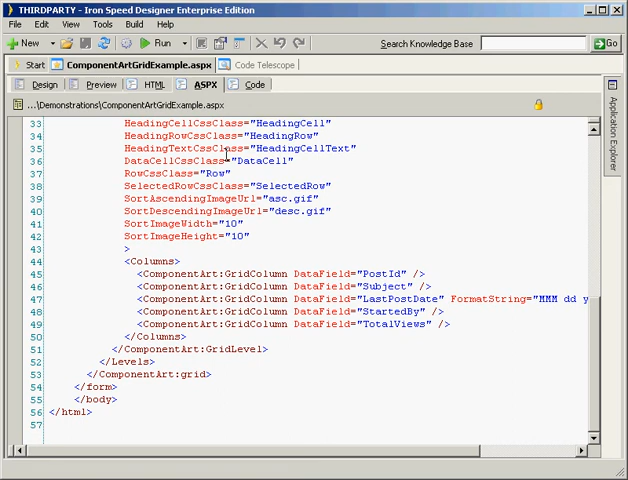 THIRDPARTY - Iron Speed Designer Enterprise Edition
File Edit View Tools Build Help
New Run Search Knowledge Base Go
Start ComponentArtGridExample.aspx Code Telescope
Design Preview HTML ASPX Code
...\Demonstrations\ComponentArtGridExample.aspx
Application Explorer
33 HeadingCellCssClass="HeadingCell"
34 HeadingRowCssClass="HeadingRow"
35 HeadingTextCssClass="HeadingCellText"
36 DataCellCssClass="DataCell"
37 RowCssClass="Row"
38 SelectedRowCssClass="SelectedRow"
39 SortAscendingImageUrl="asc.gif"
40 SortDescendingImageUrl="desc.gif"
41 SortImageWidth="10"
42 SortImageHeight="10"
43 >
44 <Columns>
45 <ComponentArt:GridColumn DataField="PostId" />
46 <ComponentArt:GridColumn DataField="Subject" />
47 <ComponentArt:GridColumn DataField="LastPostDate" FormatString="MMM dd y
48 <ComponentArt:GridColumn DataField="StartedBy" />
49 <ComponentArt:GridColumn DataField="TotalViews" />
50 </Columns>
51 </ComponentArt:GridLevel>
52 </Levels>
53 </ComponentArt:grid>
54 </form>
55 </body>
56 </html>
57